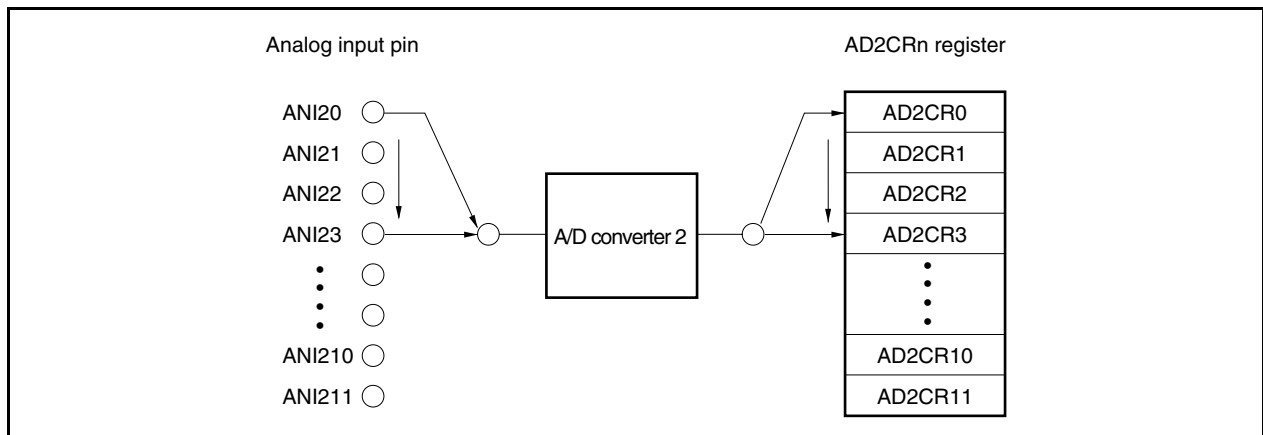 Analog input pin
AD2CRn register
ANI20
ANI21
ANI22
ANI23
ANI210
ANI211
A/D converter 2
AD2CR0
AD2CR1
AD2CR2
AD2CR3
AD2CR10
AD2CR11